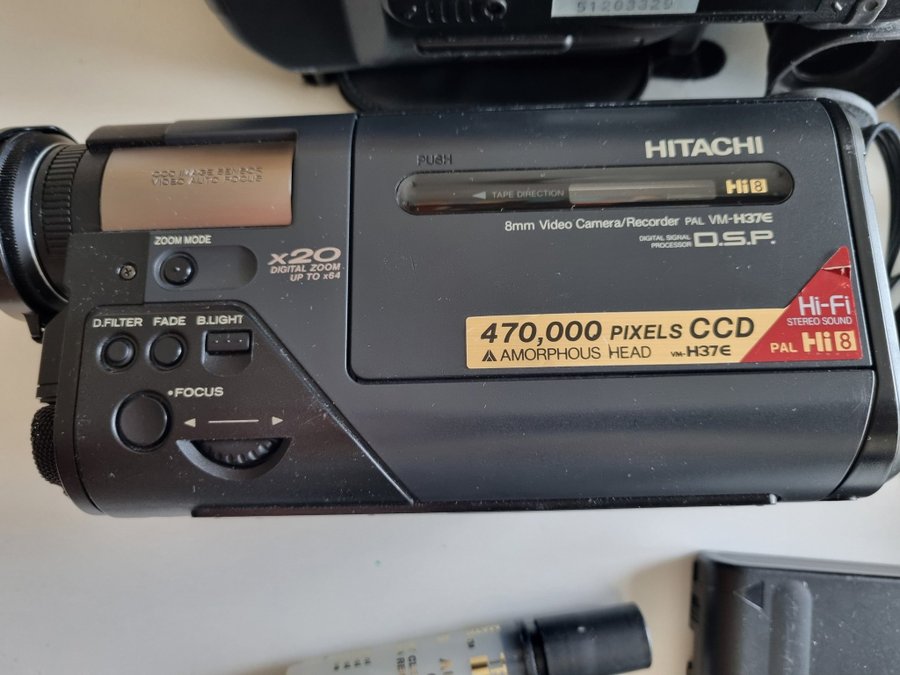 51203329
CCD IMAGE SENSOR
VIDEO AUTO FOCUS
PUSH
HITACHI
TAPE DIRECTION
Hi8
8mm Video Camera/Recorder PAL VM-H37E
DIGITAL SIGNAL
PROCESSOR D.S.P.
ZOOM MODE
x20
DIGITAL ZOOM
UP TO x64
D.FILTER FADE B.LIGHT
•FOCUS
470,000 PIXELS CCD
AMORPHOUS HEAD VM-H37E
Hi-Fi
STEREO SOUND
PAL Hi8